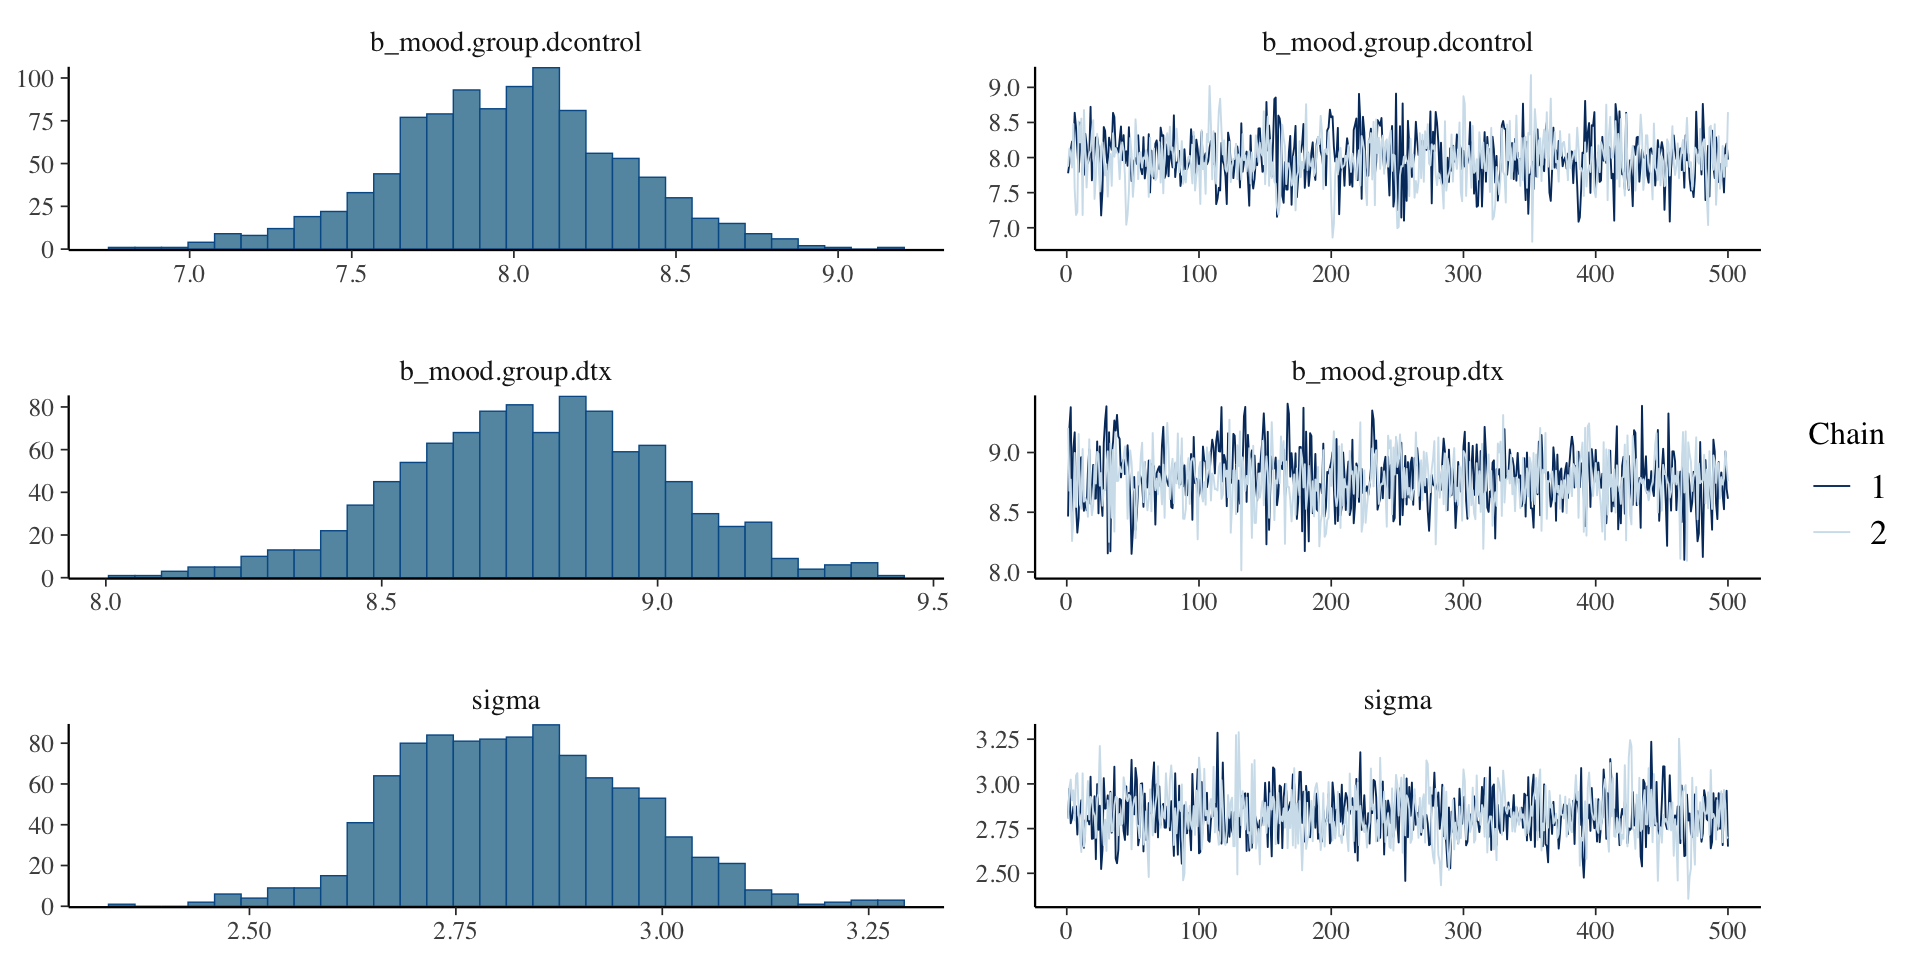 b_mood.group.dcontrol
100
75
50
25
0
7.0 7.5 8.0 8.5 9.0
b_mood.group.dcontrol
9.0
8.5
8.0
7.5
7.0
0 100 200 300 400 500
b_mood.group.dtx
80
60
40
20
0
8.0 8.5 9.0 9.5
b_mood.group.dtx
9.0
8.5
8.0
0 100 200 300 400 500
sigma
80
60
40
20
0
2.50 2.75 3.00 3.25
sigma
3.25
3.00
2.75
2.50
0 100 200 300 400 500
Chain
1
2